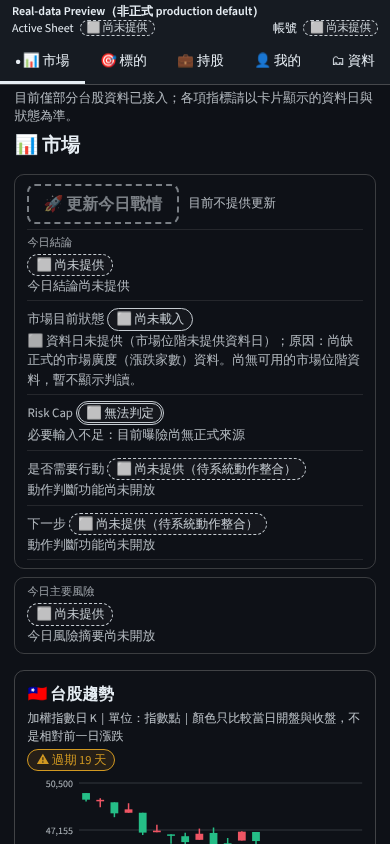 Real-data Preview（非正式 production default）
Active Sheet ⬜ 尚未提供 帳號 ⬜ 尚未提供
📊 市場 🎯 標的 💼 持股 👤 我的 🗂 資料
目前僅部分台股資料已接入；各項指標請以卡片顯示的資料日與
狀態為準。
📊 市場
🚀 更新今日戰情 目前不提供更新
今日結論
⬜ 尚未提供
今日結論尚未提供
市場目前狀態 ⬜ 尚未載入
⬜ 資料日未提供（市場位階未提供資料日）；原因：尚缺
正式的市場廣度（漲跌家數）資料。尚無可用的市場位階資
料，暫不顯示判讀。
Risk Cap ⬜ 無法判定
必要輸入不足：目前曝險尚無正式來源
是否需要行動 ⬜ 尚未提供（待系統動作整合）
動作判斷功能尚未開放
下一步 ⬜ 尚未提供（待系統動作整合）
動作判斷功能尚未開放
今日主要風險
⬜ 尚未提供
今日風險摘要尚未開放
🇹🇼 台股趨勢
加權指數日 K｜單位：指數點｜顏色只比較當日開盤與收盤，不
是相對前一日漲跌
⚠ 過期 19 天
50,500
47,155